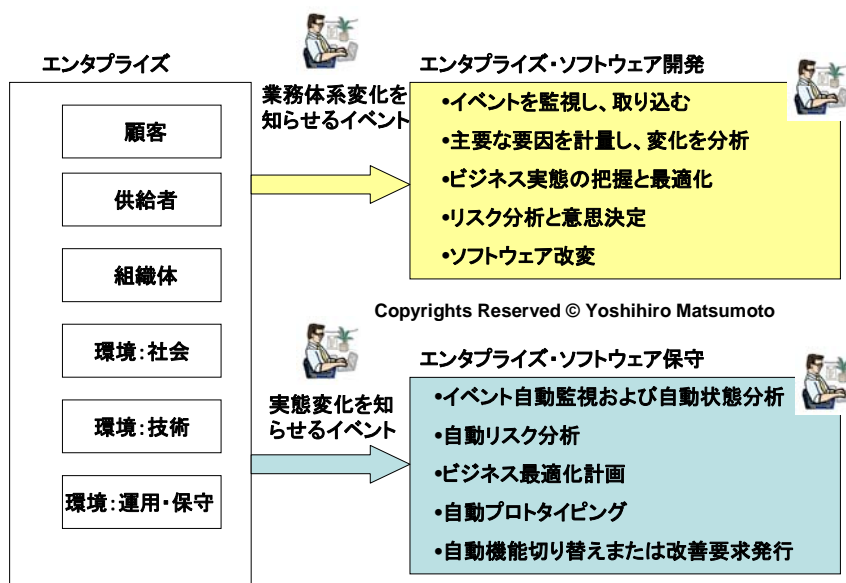 エンタプライズ
顧客
供給者
組織体
環境：社会
環境：技術
環境：運用・保守
業務体系変化を
知らせるイベント
エンタプライズ・ソフトウェア開発
•イベントを監視し、取り込む
•主要な要因を計量し、変化を分析
•ビジネス実態の把握と最適化
•リスク分析と意思決定
•ソフトウェア改変
Copyrights Reserved © Yoshihiro Matsumoto
実態変化を知
らせるイベント
エンタプライズ・ソフトウェア保守
•イベント自動監視および自動状態分析
•自動リスク分析
•ビジネス最適化計画
•自動プロトタイピング
•自動機能切り替えまたは改善要求発行